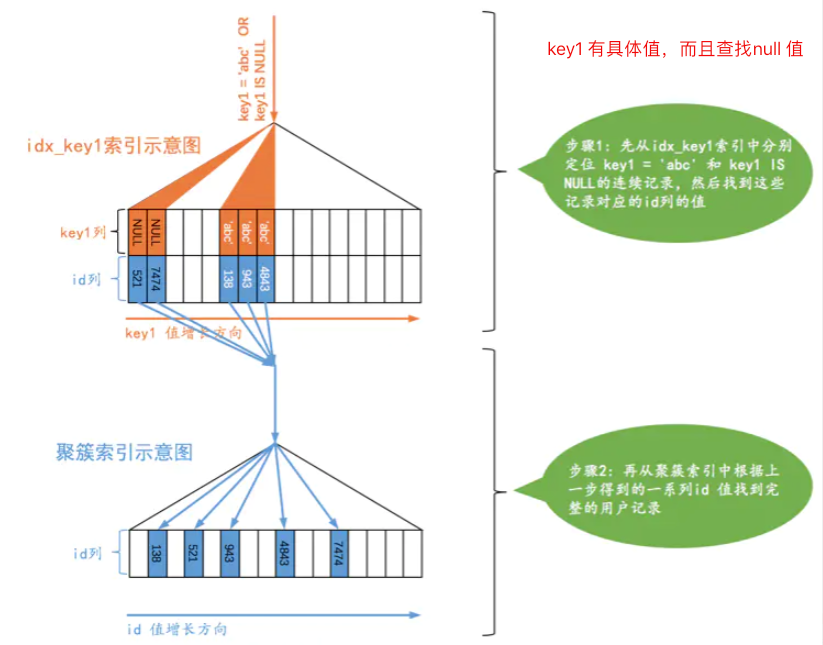 key1 = 'abc' OR
key1 IS NULL
key1 有具体值，而且查找null 值
idx_key1索引示意图
步骤1：先从idx_key1索引中分别
定位 key1 = 'abc' 和 key1 IS
NULL的连续记录，然后找到这些
记录对应的id列的值
key1列
NULL
NULL
'abc'
'abc'
'abc'
id列
521
7474
138
943
4843
key1 值增长方向
聚簇索引示意图
步骤2：再从聚簇索引中根据上
一步得到的一系列id 值找到完
整的用户记录
id列
138
521
943
4843
7474
id 值增长方向